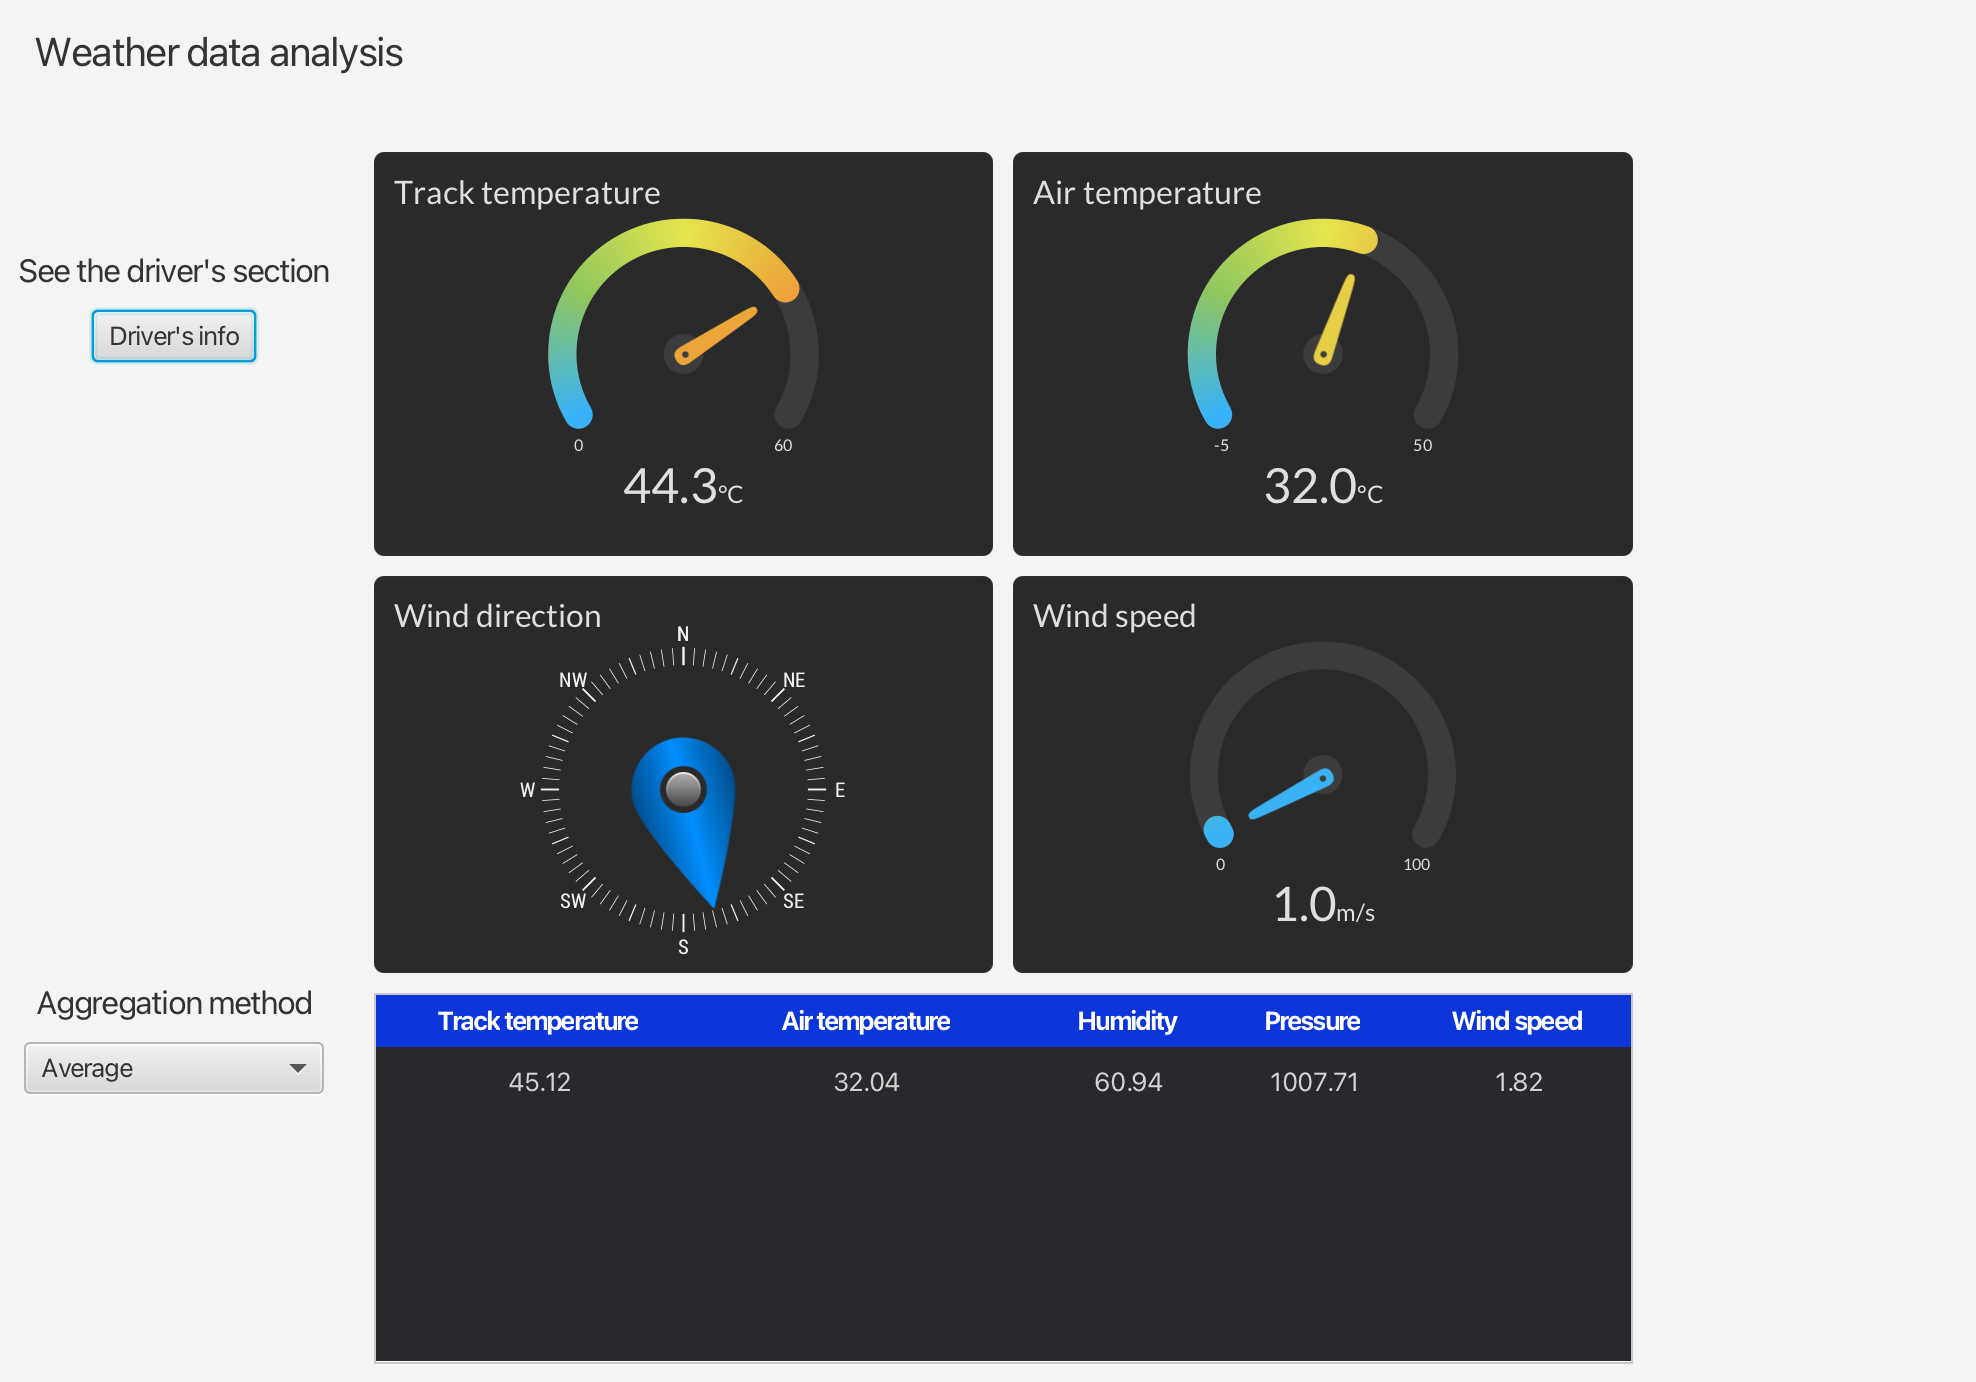 Weather data analysis
See the driver's section
Driver's info
Track temperature
0
60
44.3°C
Air temperature
-5
50
32.0°C
Wind direction
N
NW
NE
W
E
SW
SE
S
Wind speed
0
100
1.0m/s
Aggregation method
Average
Track temperature Air temperature Humidity Pressure Wind speed
45.12 32.04 60.94 1007.71 1.82